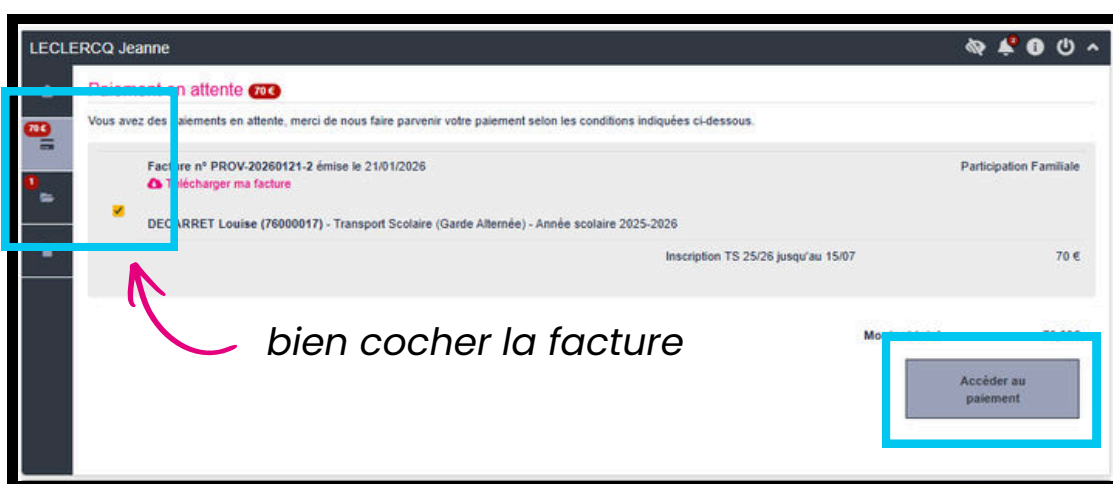 LECLERCQ Jeanne
Paiement en attente 70 €
Vous avez des paiements en attente, merci de nous faire parvenir votre paiement selon les conditions indiquées ci-dessous.
70 €
Facture n° PROV-20260121-2 émise le 21/01/2026 Participation Familiale
Télécharger ma facture
1
DECARRET Louise (76000017) - Transport Scolaire (Garde Alternée) - Année scolaire 2025-2026
Inscription TS 25/26 jusqu'au 15/07 70 €
bien cocher la facture
Accéder au
paiement